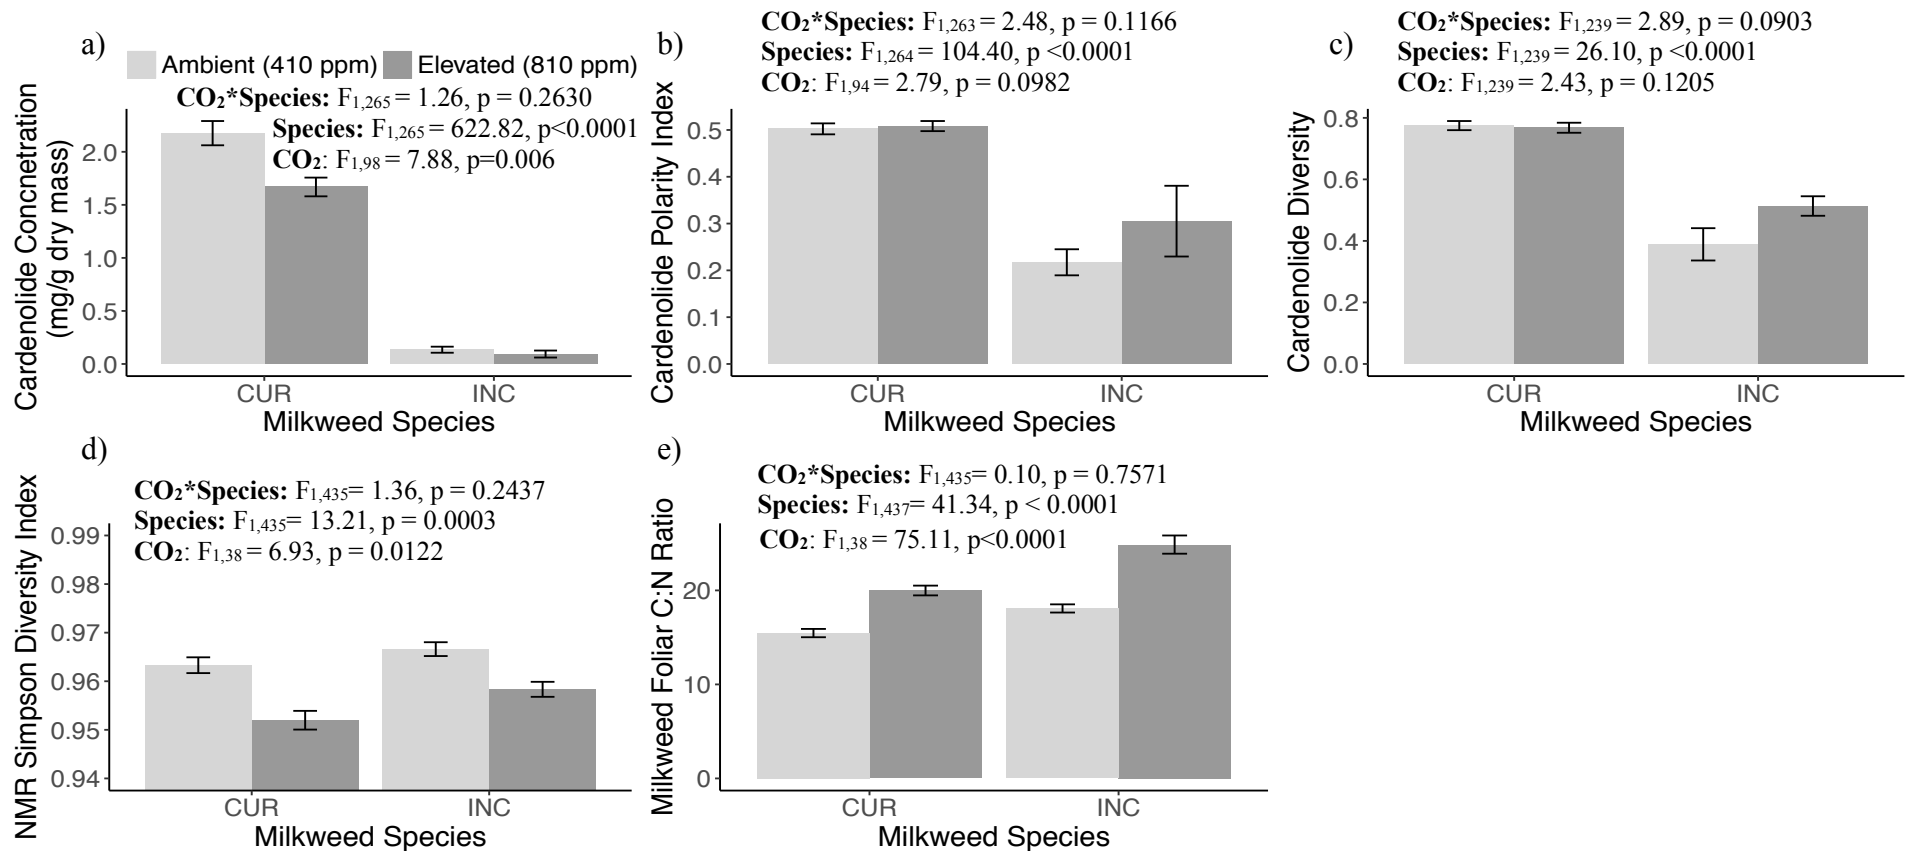 a)
Ambient (410 ppm) Elevated (810 ppm)
CO₂*Species: F₁,₂₆₅ = 1.26, p = 0.2630
Species: F₁,₂₆₅ = 622.82, p<0.0001
CO₂: F₁,₉₈ = 7.88, p=0.006
Cardenolide Concnetration
(mg/g dry mass)
2.0
1.5
1.0
0.5
0.0
CUR INC
Milkweed Species
b)
CO₂*Species: F₁,₂₆₃ = 2.48, p = 0.1166
Species: F₁,₂₆₄ = 104.40, p <0.0001
CO₂: F₁,₉₄ = 2.79, p = 0.0982
Cardenolide Polarity Index
0.5
0.4
0.3
0.2
0.1
0.0
CUR INC
Milkweed Species
c)
CO₂*Species: F₁,₂₃₉ = 2.89, p = 0.0903
Species: F₁,₂₃₉ = 26.10, p <0.0001
CO₂: F₁,₂₃₉ = 2.43, p = 0.1205
Cardenolide Diversity
0.8
0.6
0.4
0.2
0.0
CUR INC
Milkweed Species
d)
CO₂*Species: F₁,₄₃₅= 1.36, p = 0.2437
Species: F₁,₄₃₅= 13.21, p = 0.0003
CO₂: F₁,₃₈ = 6.93, p = 0.0122
NMR Simpson Diversity Index
0.99
0.98
0.97
0.96
0.95
0.94
CUR INC
Milkweed Species
e)
CO₂*Species: F₁,₄₃₅= 0.10, p = 0.7571
Species: F₁,₄₃₇= 41.34, p < 0.0001
CO₂: F₁,₃₈ = 75.11, p<0.0001
Milkweed Foliar C:N Ratio
20
10
0
CUR INC
Milkweed Species